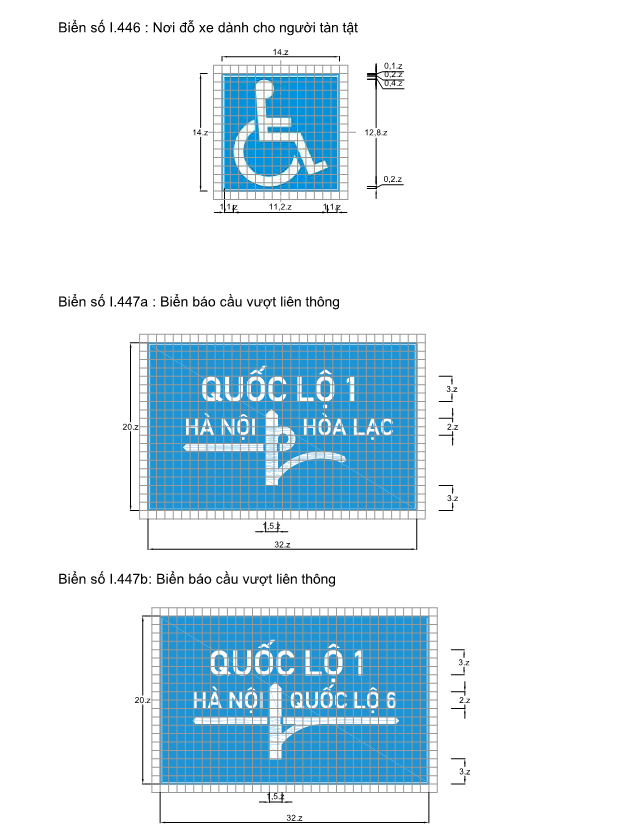 Biển số I.446 : Nơi đỗ xe dành cho người tàn tật
14.z
0,1.z
0,2.z
0,4.z
14.z
12,8.z
0,2.z
1,1.z 11,2.z 1,1.z
Biển số I.447a : Biển báo cầu vượt liên thông
QUỐC LỘ 1
3.z
HÀ NỘI HÒA LẠC
20.z
2.z
3.z
1,5.z
32.z
Biển số I.447b: Biển báo cầu vượt liên thông
QUỐC LỘ 1
3.z
HÀ NỘI QUỐC LỘ 6
20.z
2.z
3.z
1,5.z
32.z